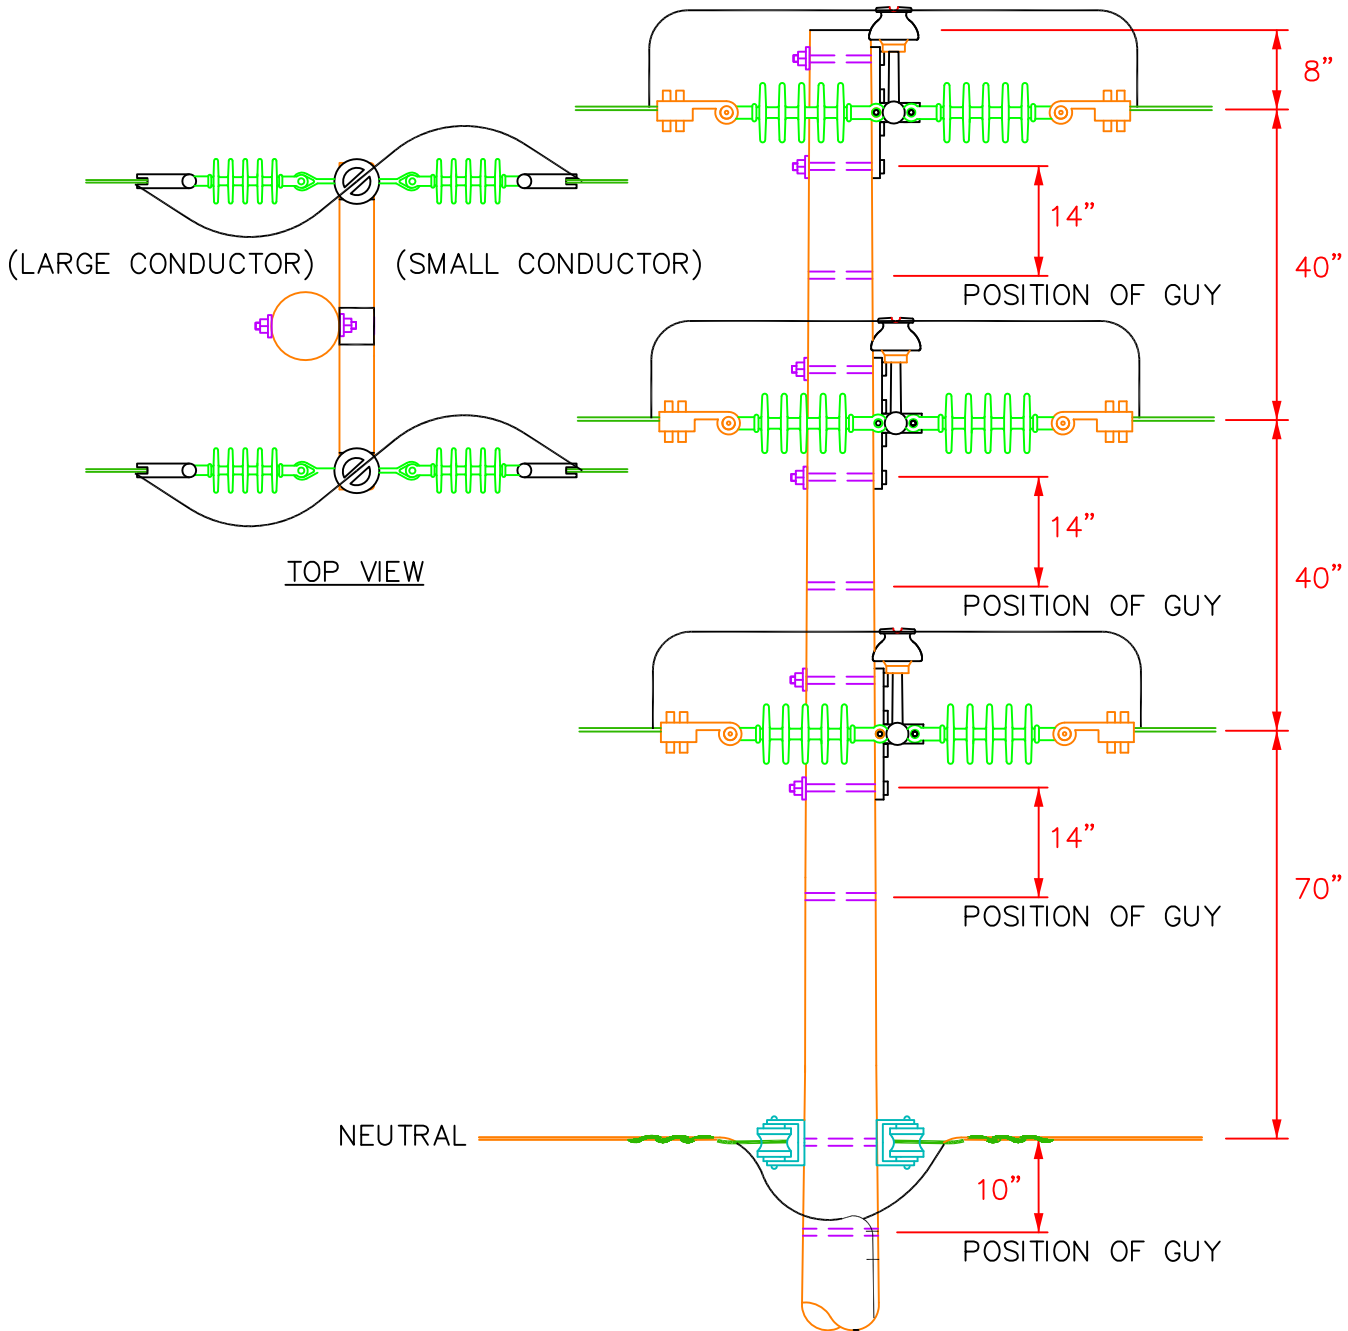 8”
14”
(LARGE CONDUCTOR)
(SMALL CONDUCTOR)
40”
POSITION OF GUY
14”
TOP VIEW
40”
POSITION OF GUY
14”
70”
POSITION OF GUY
NEUTRAL
10”
POSITION OF GUY